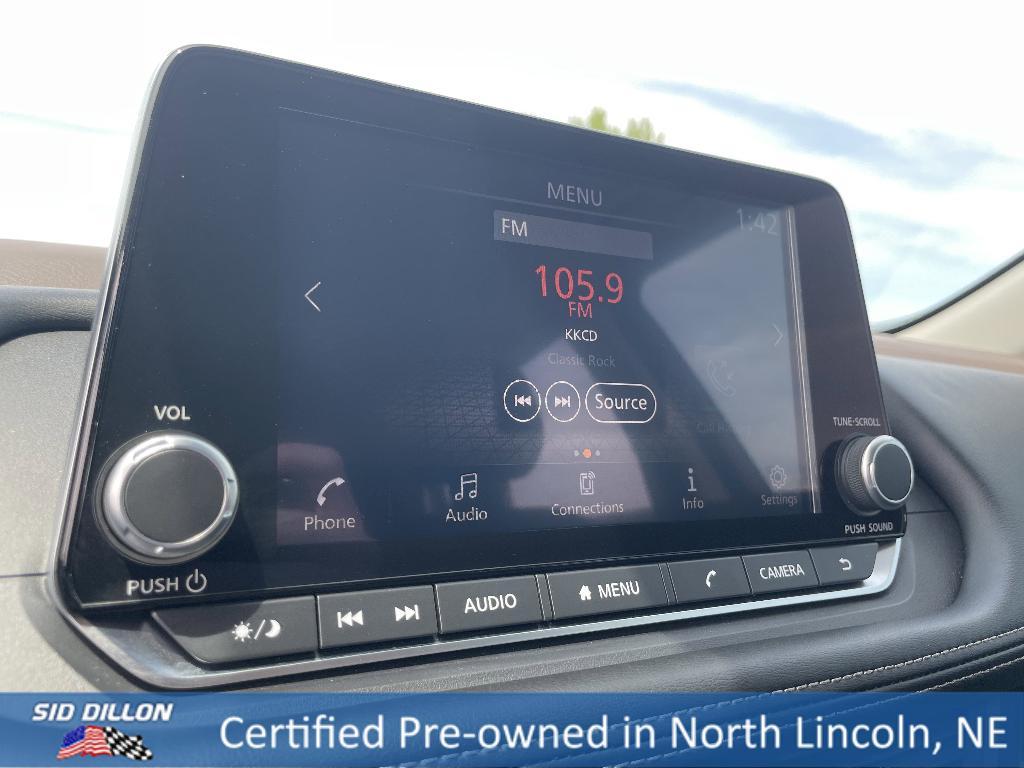 MENU
1:42
FM
105.9
FM
KKCD
Classic Rock
Source
VOL
TUNE·SCROLL
Phone
Audio
Connections
Info
Settings
PUSH
PUSH SOUND
AUDIO
MENU
CAMERA
SID DILLON
Certified Pre-owned in North Lincoln, NE